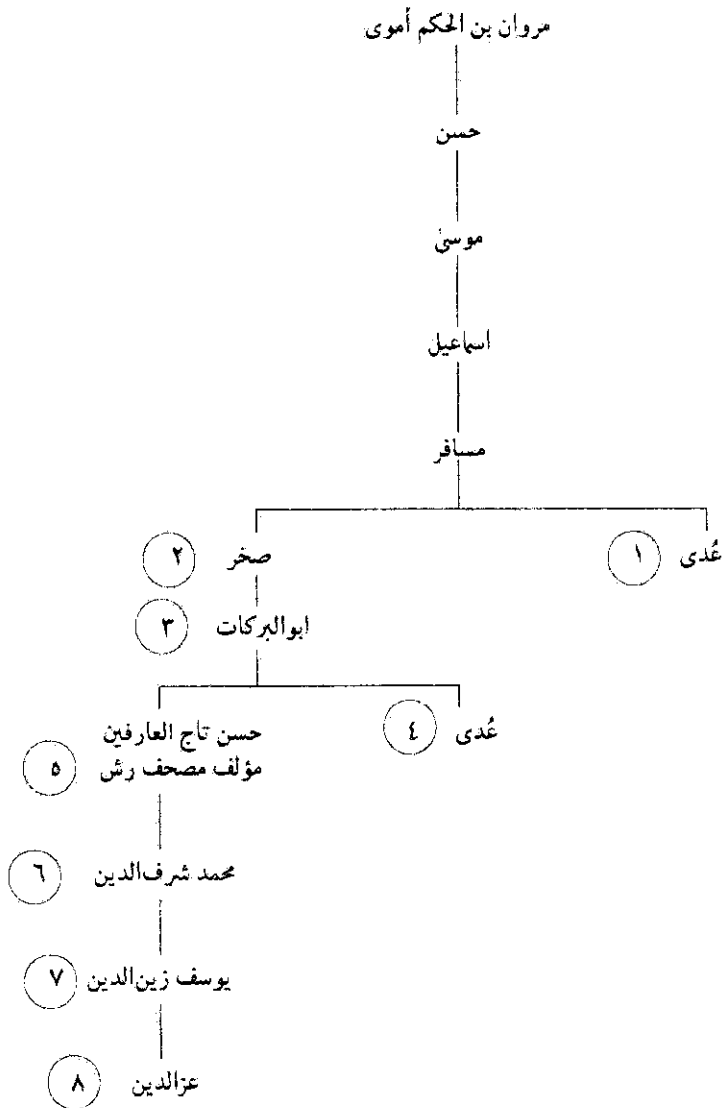 مروان بن الحكم أموى
حسن
موسىٰ
اسماعيل
مسافر
عُدى ١
صخر ٢
ابوالبركات ٣
عُدى ٤
حسن تاج العارفين
مؤلف مصحف رش ٥
محمد شرف‌الدين ٦
يوسف زين‌الدين ٧
عزالدين ٨